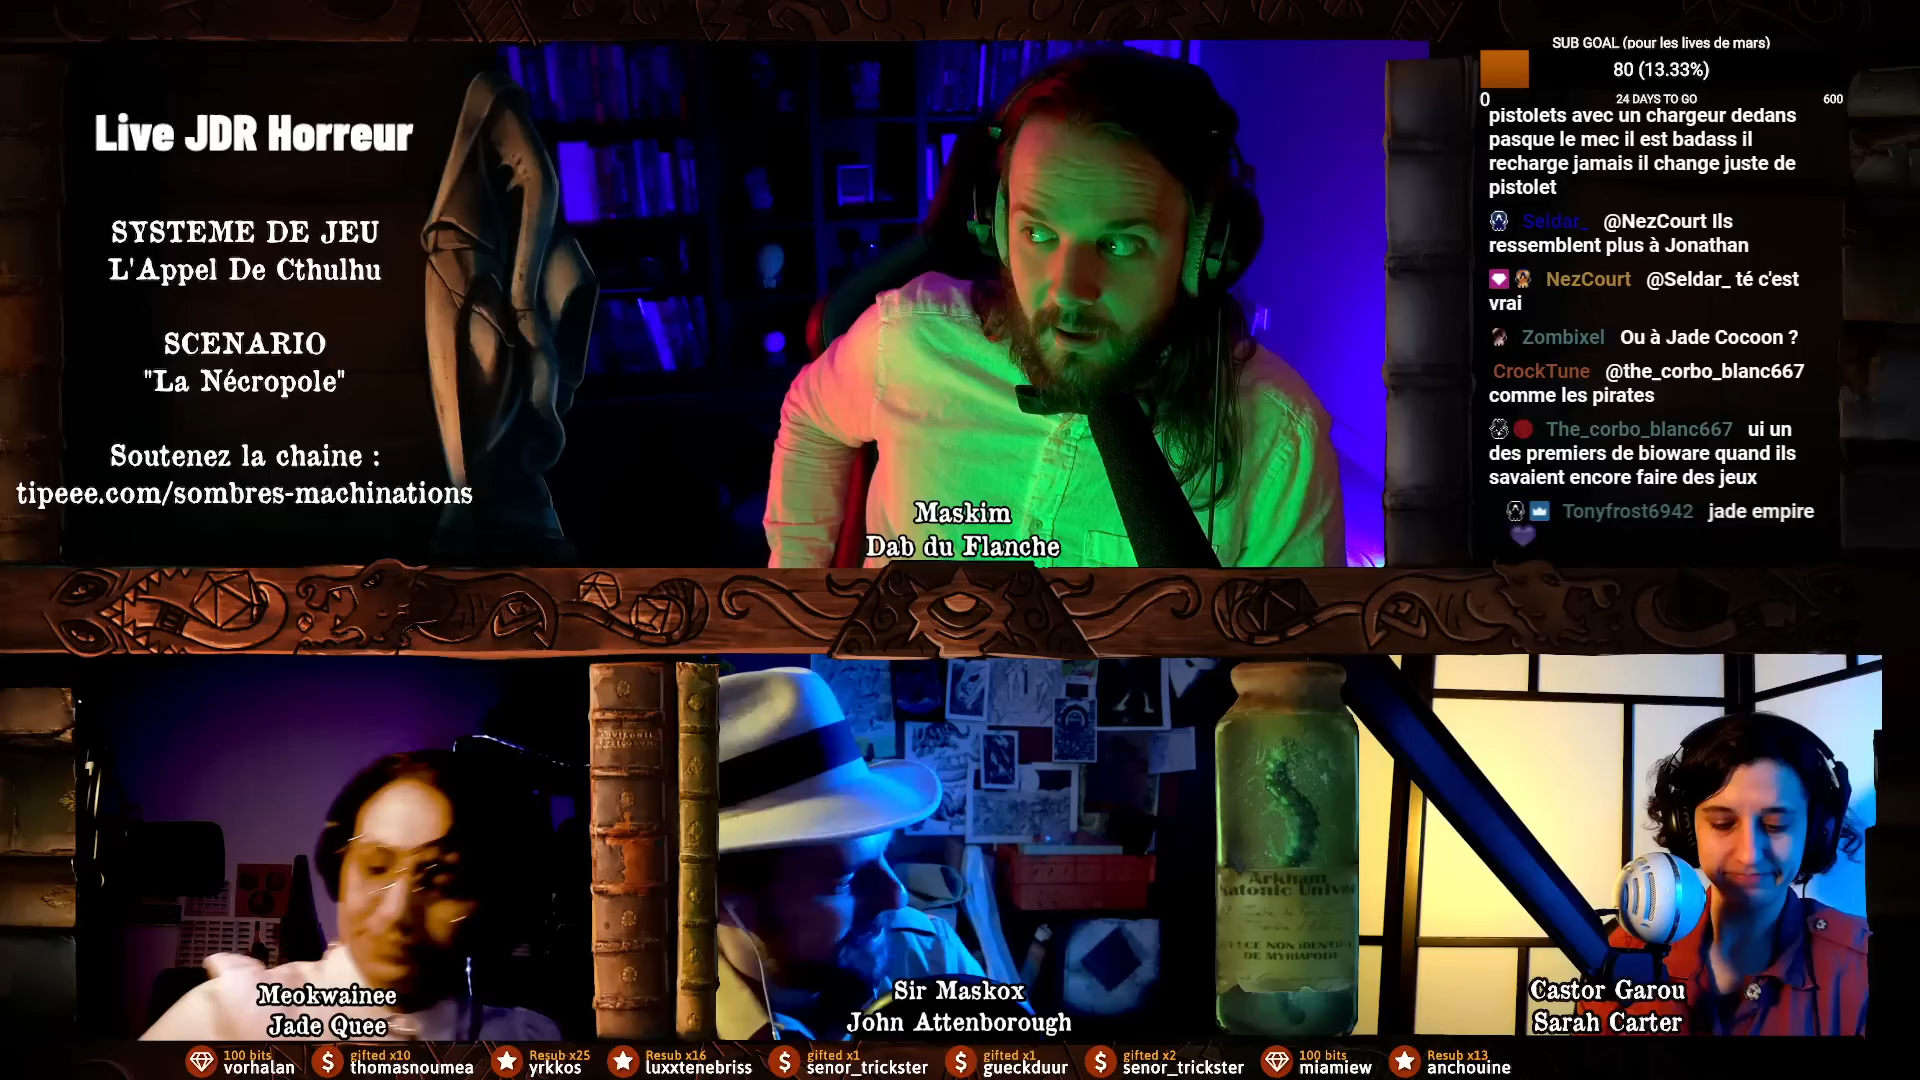 Live JDR Horreur
SYSTEME DE JEU
L'Appel De Cthulhu
SCENARIO
"La Nécropole"
Soutenez la chaine :
tipeee.com/sombres-machinations
Maskim
Dab du Flanche
SUB GOAL (pour les lives de mars)
80 (13.33%)
0
24 DAYS TO GO
600
pistolets avec un chargeur dedans
pasque le mec il est badass il
recharge jamais il change juste de
pistolet
Seldar_ @NezCourt Ils
ressemblent plus à Jonathan
NezCourt @Seldar_ té c'est
vrai
Zombixel Ou à Jade Cocoon ?
CrockTune @the_corbo_blanc667
comme les pirates
The_corbo_blanc667 ui un
des premiers de bioware quand ils
savaient encore faire des jeux
Tonyfrost6942 jade empire
Meokwainee
Jade Quee
Sir Maskox
John Attenborough
Arkham
DE MYRIAPODE
Castor Garou
Sarah Carter
100 bits
vorhalan
gifted x10
thomasnoumea
Resub x25
yrkkos
Resub x16
luxxtenebriss
gifted x1
senor_trickster
gifted x1
gueckduur
gifted x2
senor_trickster
100 bits
miamiew
Resub x13
anchouine